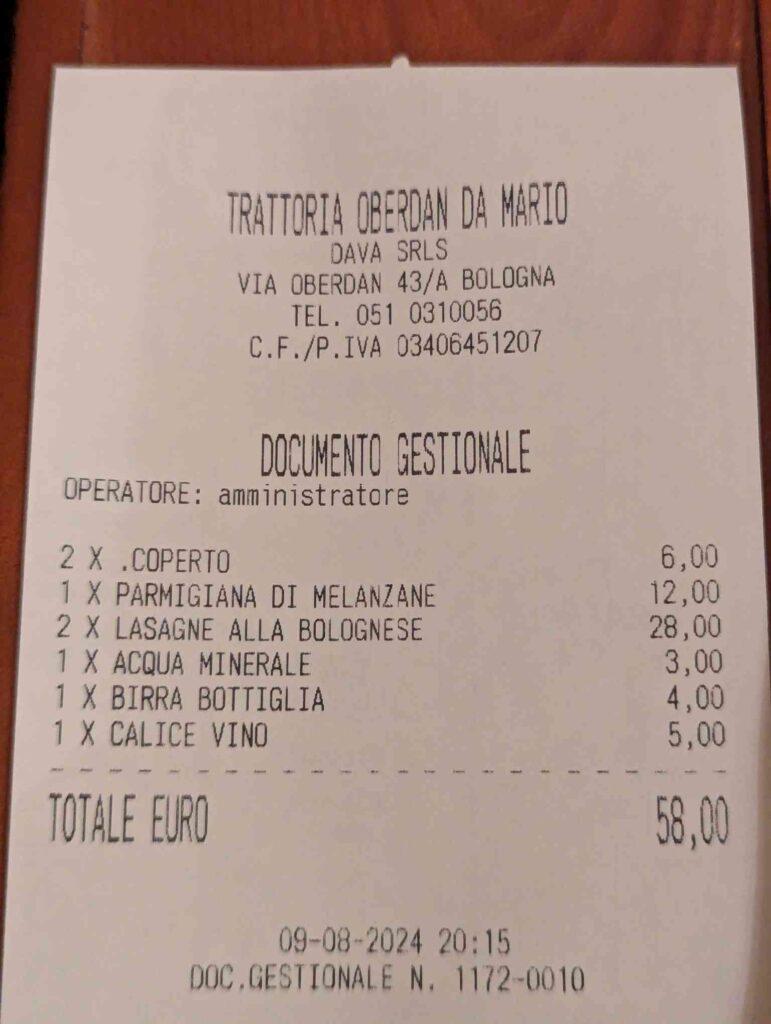 TRATTORIA OBERDAN DA MARIO
DAVA SRLS
VIA OBERDAN 43/A BOLOGNA
TEL. 051 0310056
C.F./P.IVA 03406451207
DOCUMENTO GESTIONALE
OPERATORE: amministratore
2 X .COPERTO 6,00
1 X PARMIGIANA DI MELANZANE 12,00
2 X LASAGNE ALLA BOLOGNESE 28,00
1 X ACQUA MINERALE 3,00
1 X BIRRA BOTTIGLIA 4,00
1 X CALICE VINO 5,00
TOTALE EURO 58,00
09-08-2024 20:15
DOC.GESTIONALE N. 1172-0010